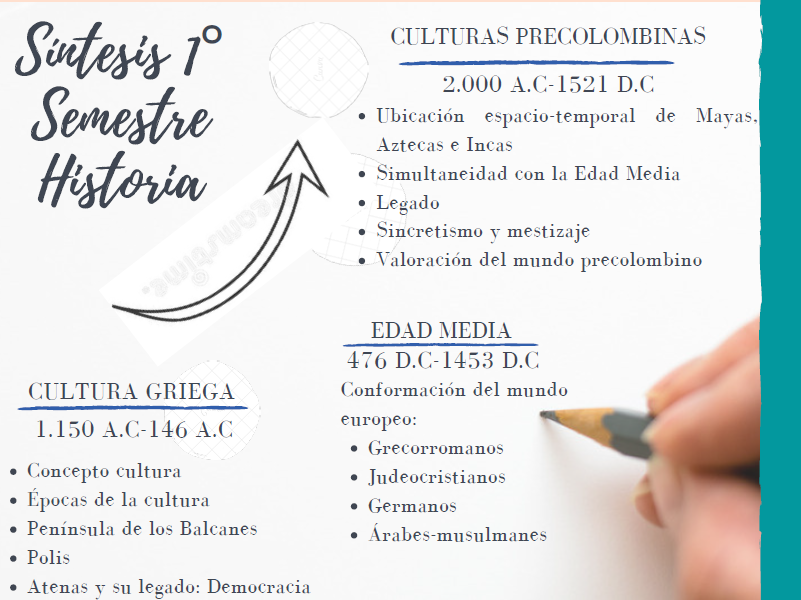 Síntesis 1°
Semestre
Historia
CULTURAS PRECOLOMBINAS
2.000 A.C-1521 D.C
• Ubicación espacio-temporal de Mayas,
Aztecas e Incas
• Simultaneidad con la Edad Media
• Legado
• Sincretismo y mestizaje
• Valoración del mundo precolombino
EDAD MEDIA
476 D.C-1453 D.C
Conformación del mundo
europeo:
• Grecorromanos
• Judeocristianos
• Germanos
• Árabes-musulmanes
CULTURA GRIEGA
1.150 A.C-146 A.C
• Concepto cultura
• Épocas de la cultura
• Península de los Balcanes
• Polis
• Atenas y su legado: Democracia